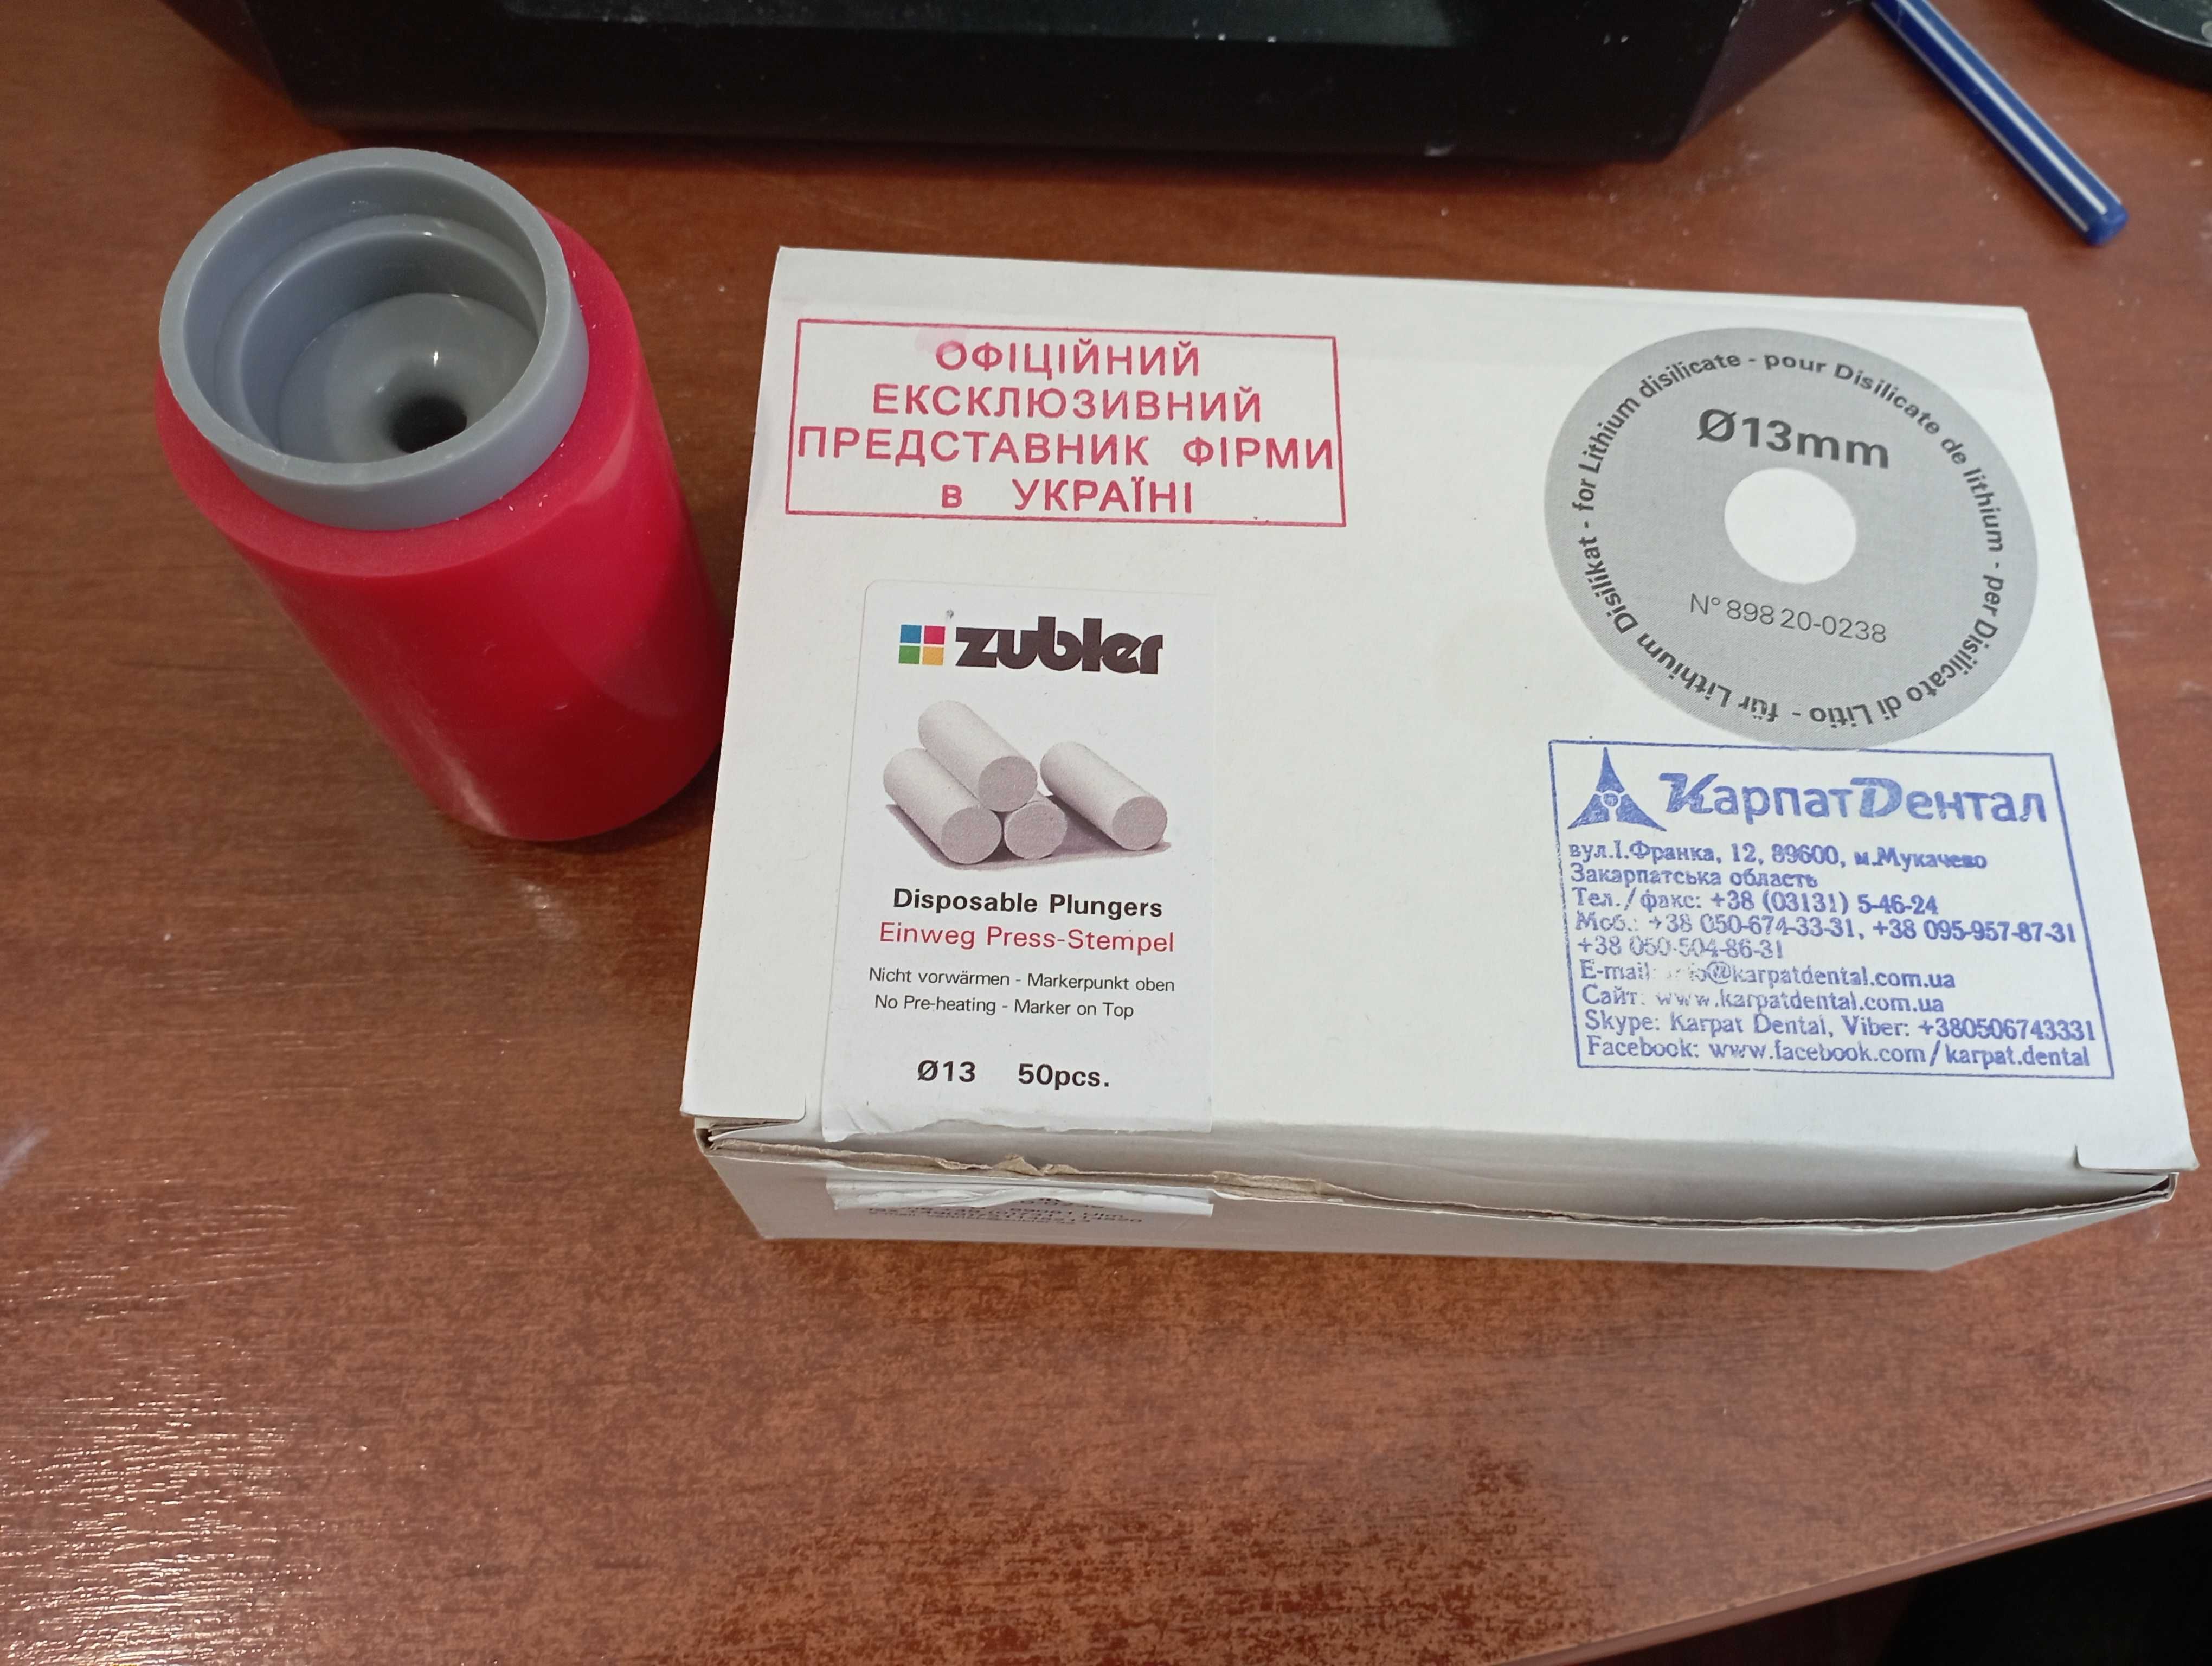 ОФІЦІЙНИЙ
ЕКСКЛЮЗИВНИЙ
ПРЕДСТАВНИК ФІРМИ
в УКРАЇНІ
zubler
Disposable Plungers
Einweg Press-Stempel
Nicht vorwärmen - Markerpunkt oben
No Pre-heating - Marker on Top
Ø13 50pcs.
für Lithium Disilikat - for Lithium disilicate - pour Disilicate de lithium - per Disilicato di Litio -
Ø13mm
N° 898 20-0238
КарпатDентал
вул.І.Франка, 12, 89600, м.Мукачево
Закарпатська область
Тел./факс: +38 (03131) 5-46-24
Моб.: +38 050-674-33-31, +38 095-957-87-31
+38 050-504-86-31
E-mail: @karpatdental.com.ua
Сайт: www.karpatdental.com.ua
Skype: Karpat Dental, Viber: +380506743331
Facebook: www.facebook.com/karpat.dental